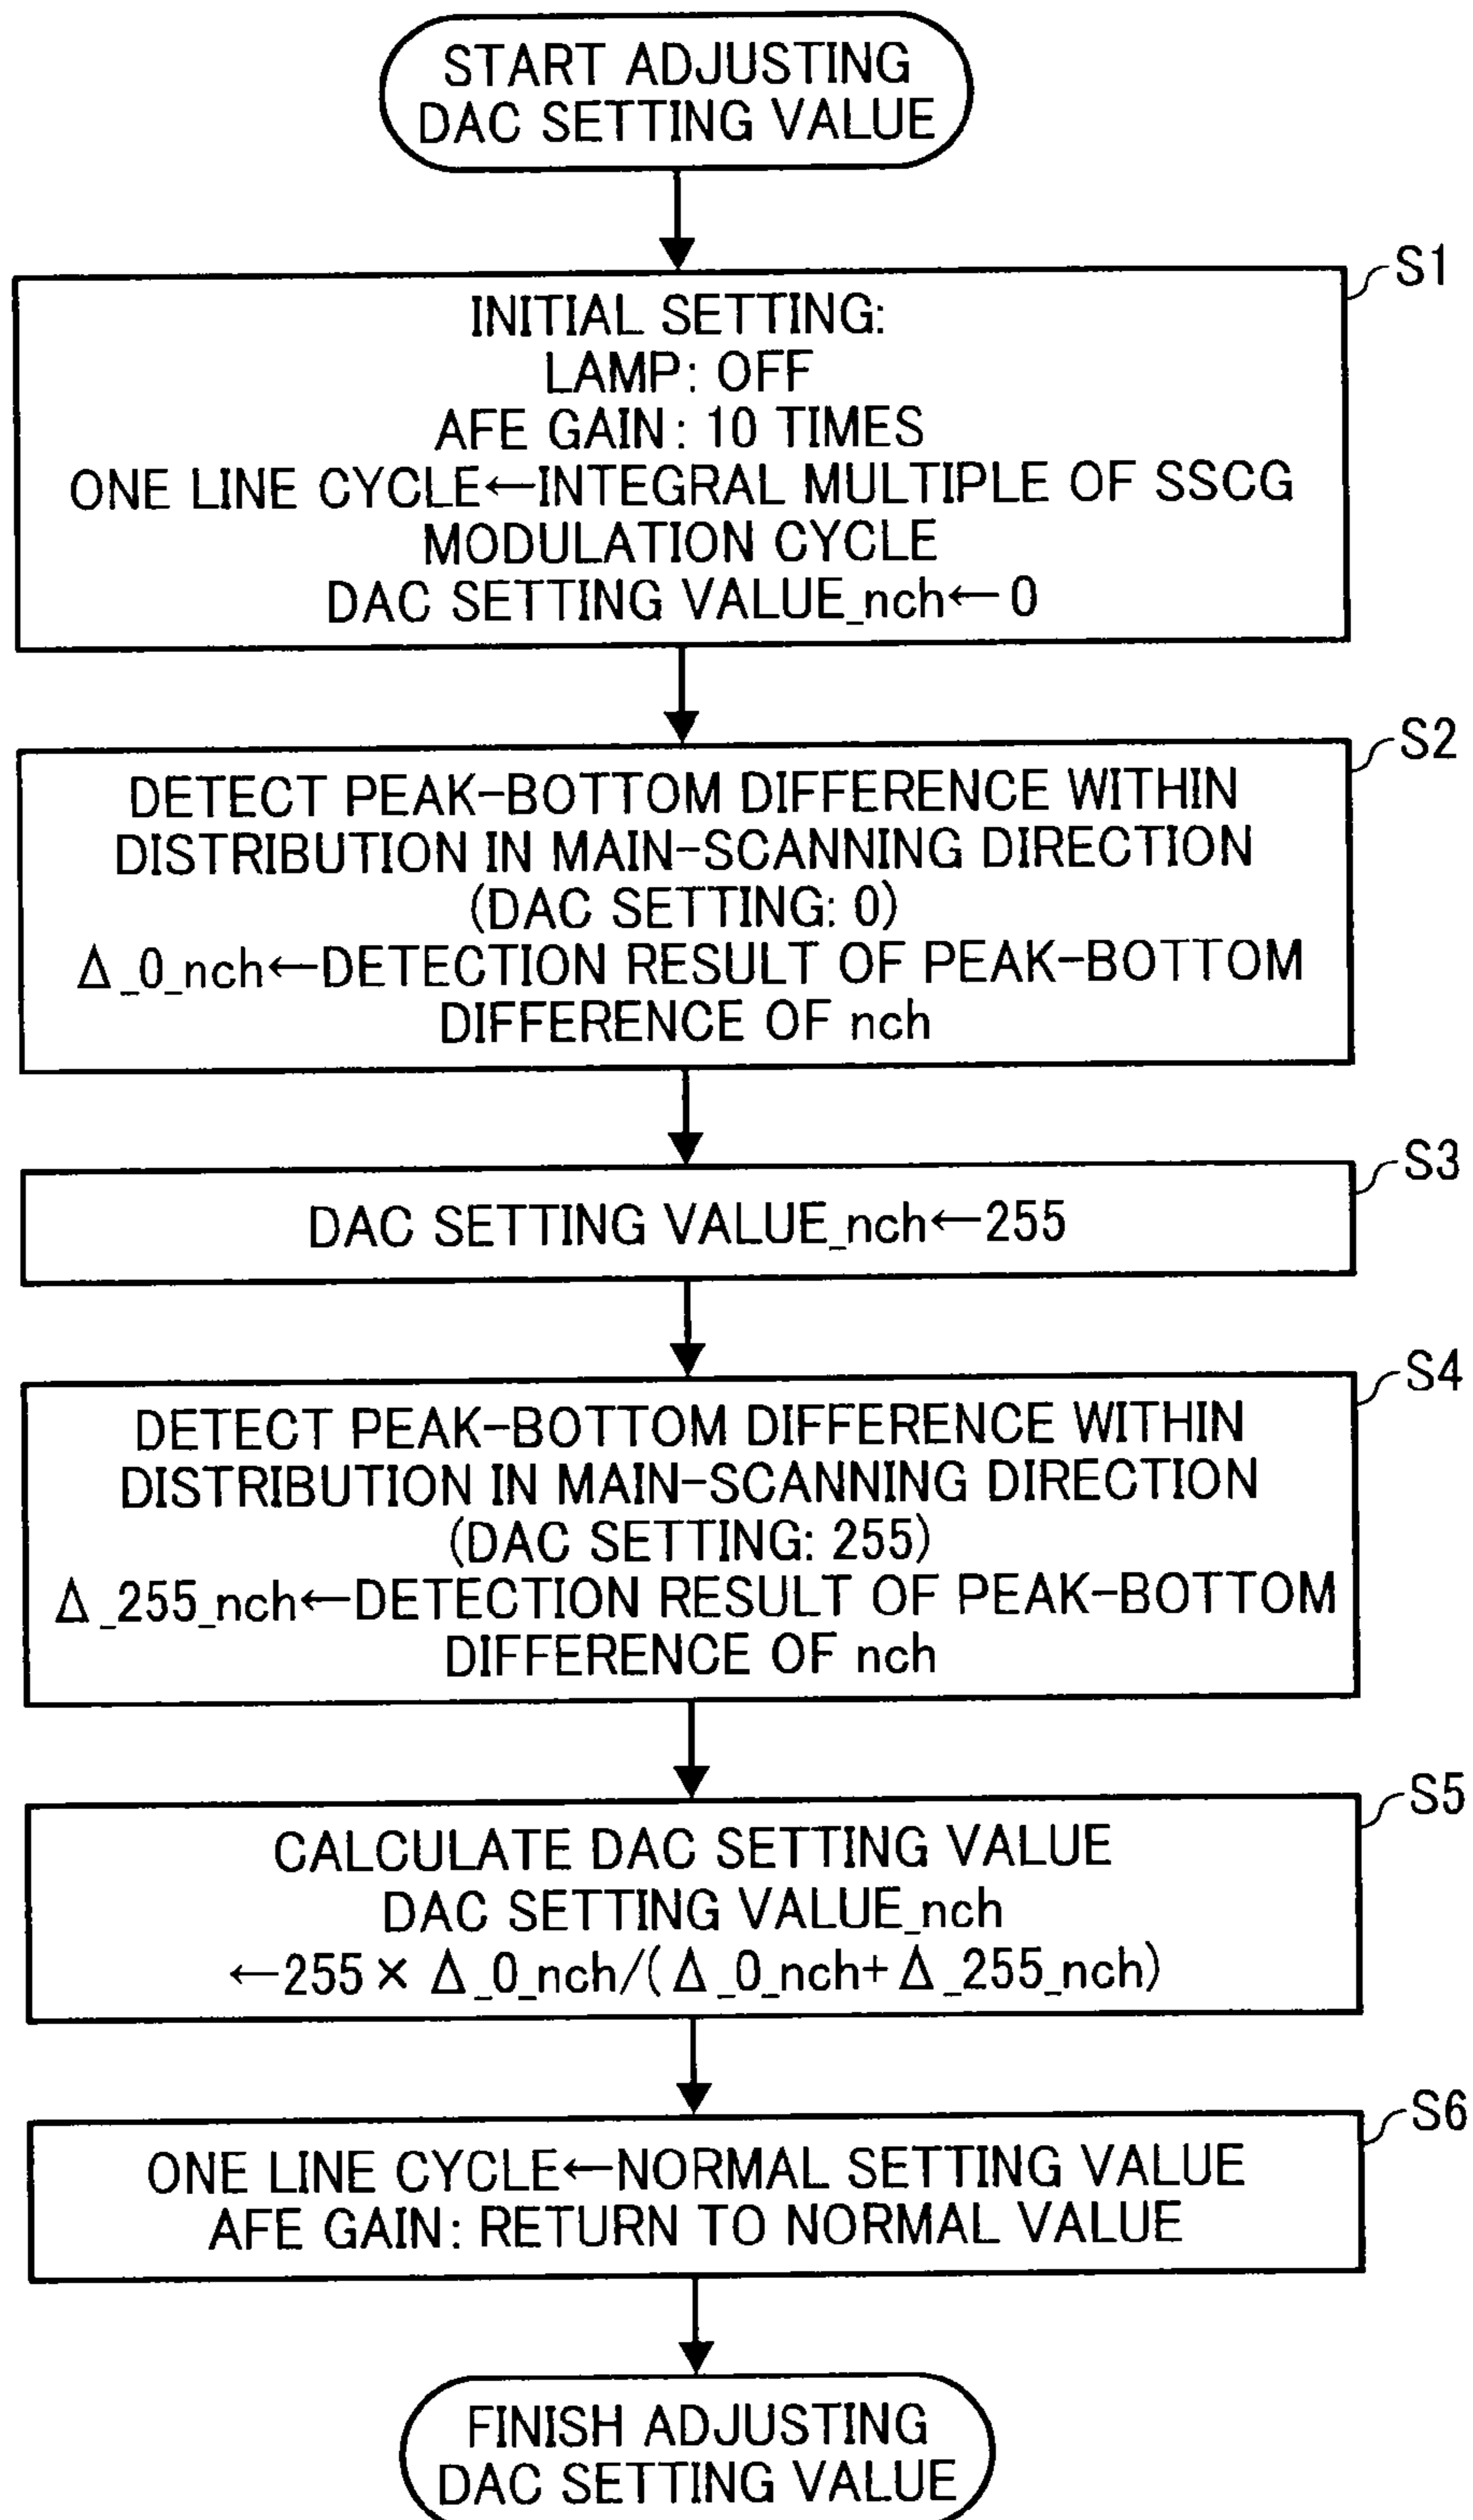 START ADJUSTING
DAC SETTING VALUE
S1
INITIAL SETTING:
LAMP: OFF
AFE GAIN: 10 TIMES
ONE LINE CYCLE←INTEGRAL MULTIPLE OF SSCG
MODULATION CYCLE
DAC SETTING VALUE_nch←0
S2
DETECT PEAK-BOTTOM DIFFERENCE WITHIN
DISTRIBUTION IN MAIN-SCANNING DIRECTION
(DAC SETTING: 0)
Δ_0_nch←DETECTION RESULT OF PEAK-BOTTOM
DIFFERENCE OF nch
S3
DAC SETTING VALUE_nch←255
S4
DETECT PEAK-BOTTOM DIFFERENCE WITHIN
DISTRIBUTION IN MAIN-SCANNING DIRECTION
(DAC SETTING: 255)
Δ_255_nch←DETECTION RESULT OF PEAK-BOTTOM
DIFFERENCE OF nch
S5
CALCULATE DAC SETTING VALUE
DAC SETTING VALUE_nch
←255×Δ_0_nch/(Δ_0_nch+Δ_255_nch)
S6
ONE LINE CYCLE←NORMAL SETTING VALUE
AFE GAIN: RETURN TO NORMAL VALUE
FINISH ADJUSTING
DAC SETTING VALUE